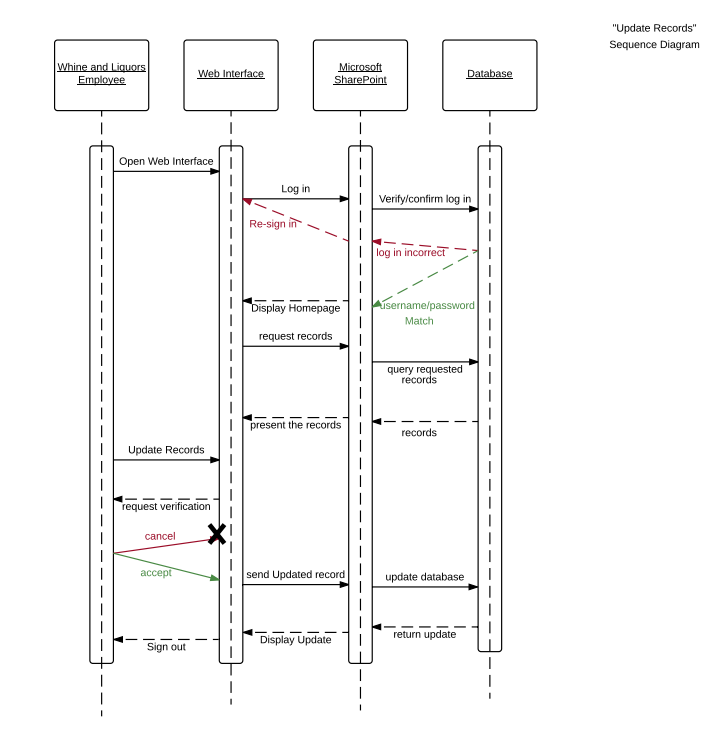 "Update Records"
Sequence Diagram
Whine and Liquors
Employee
Web Interface
Microsoft
SharePoint
Database
Open Web Interface
Log in
Verify/confirm log in
Re-sign in
log in incorrect
Display Homepage
username/password
Match
request records
query requested
records
present the records
records
Update Records
request verification
cancel
accept
send Updated record
update database
return update
Display Update
Sign out